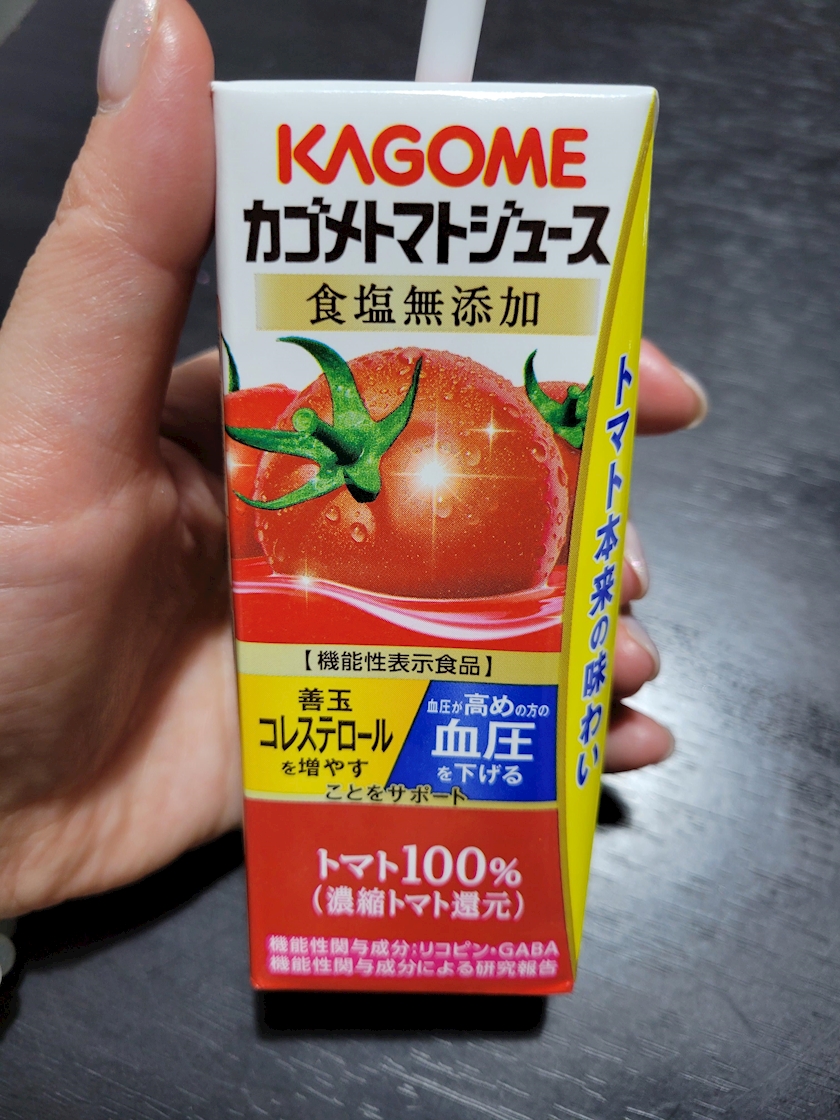 KAGOME
カゴメトマトジュース
食塩無添加
トマト本来の味わい
【機能性表示食品】
善玉
コレステロール
を増やす
血圧が高めの方の
血圧
を下げる
ことをサポート
トマト100%
(濃縮トマト還元)
機能性関与成分:リコピン・GABA
機能性関与成分による研究報告